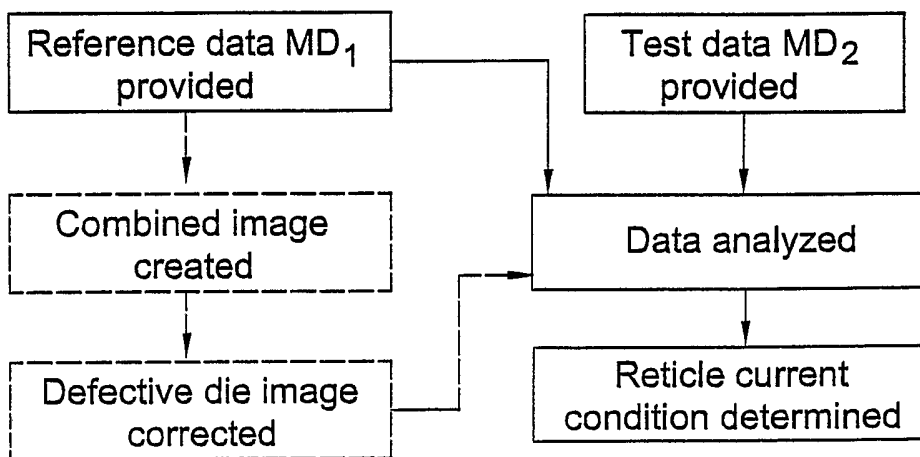 Reference data MD₁
provided
Test data MD₂
provided
Combined image
created
Data analyzed
Defective die image
corrected
Reticle current
condition determined